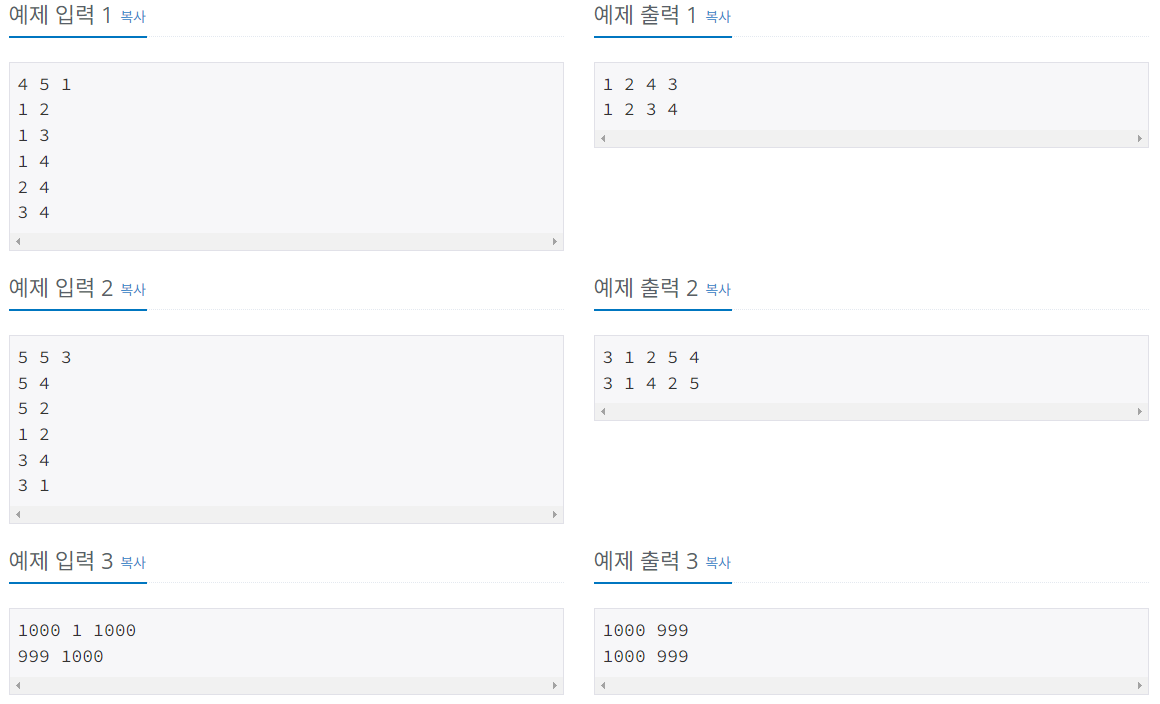 예제 입력 1 복사
4 5 1
1 2
1 3
1 4
2 4
3 4
예제 출력 1 복사
1 2 4 3
1 2 3 4
예제 입력 2 복사
5 5 3
5 4
5 2
1 2
3 4
3 1
예제 출력 2 복사
3 1 2 5 4
3 1 4 2 5
예제 입력 3 복사
1000 1 1000
999 1000
예제 출력 3 복사
1000 999
1000 999